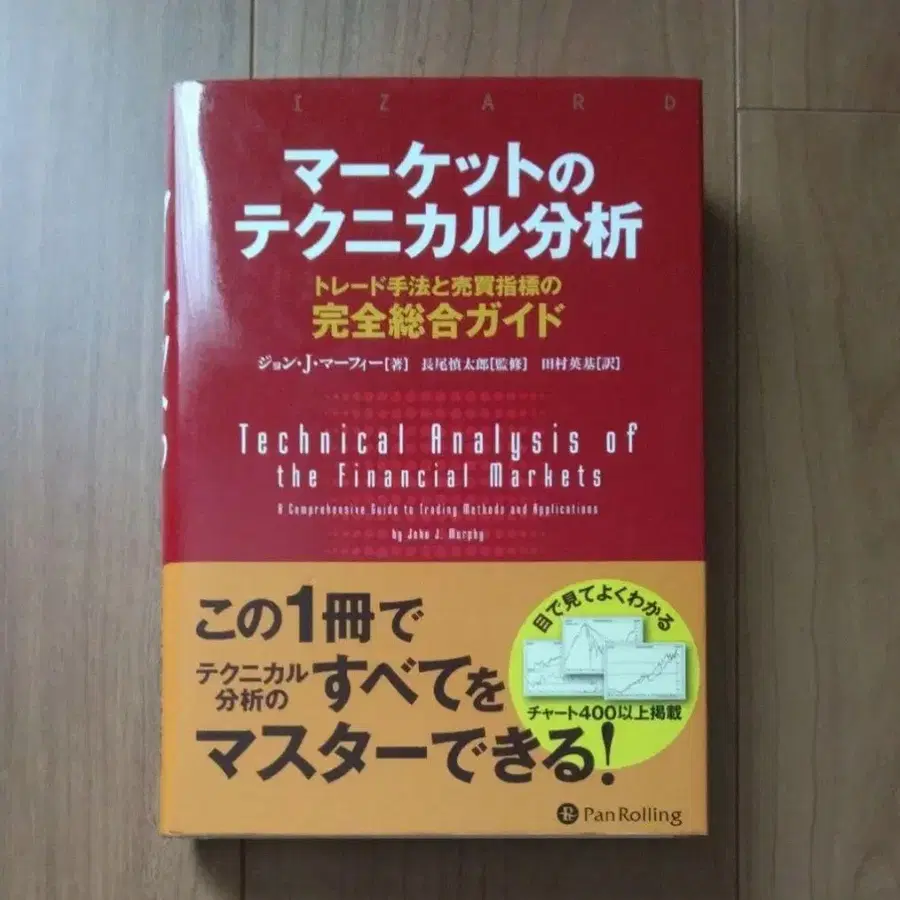 WIZARD
マーケットの
テクニカル分析
トレード手法と売買指標の
完全総合ガイド
ジョン・J・マーフィー[著] 長尾慎太郎[監修] 田村英基[訳]
Technical Analysis of
the Financial Markets
A Comprehensive Guide to Trading Methods and Applications
by John J. Murphy
この1冊で
テクニカル
分析の
すべてを
マスターできる!
目で見てよくわかる
チャート400以上掲載
PanRolling